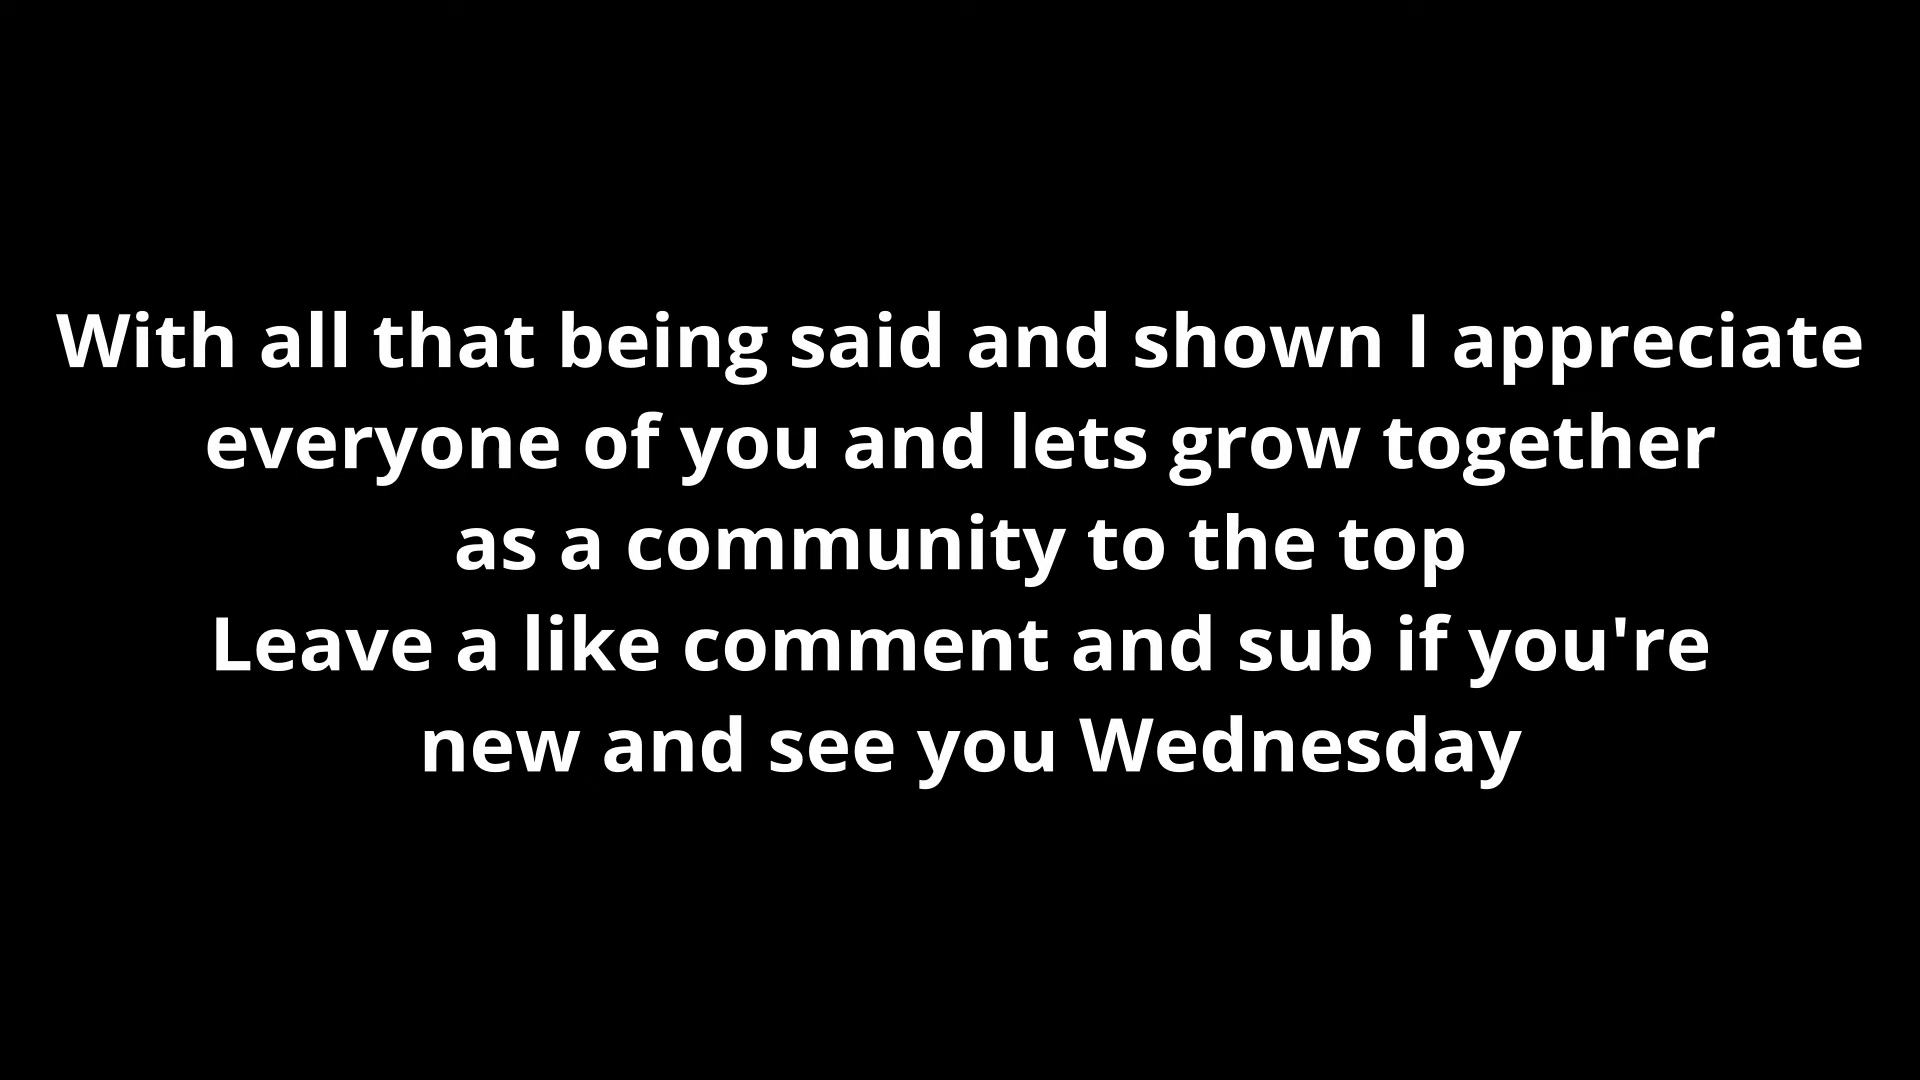 With all that being said and shown I appreciate
everyone of you and lets grow together
as a community to the top
Leave a like comment and sub if you're
new and see you Wednesday